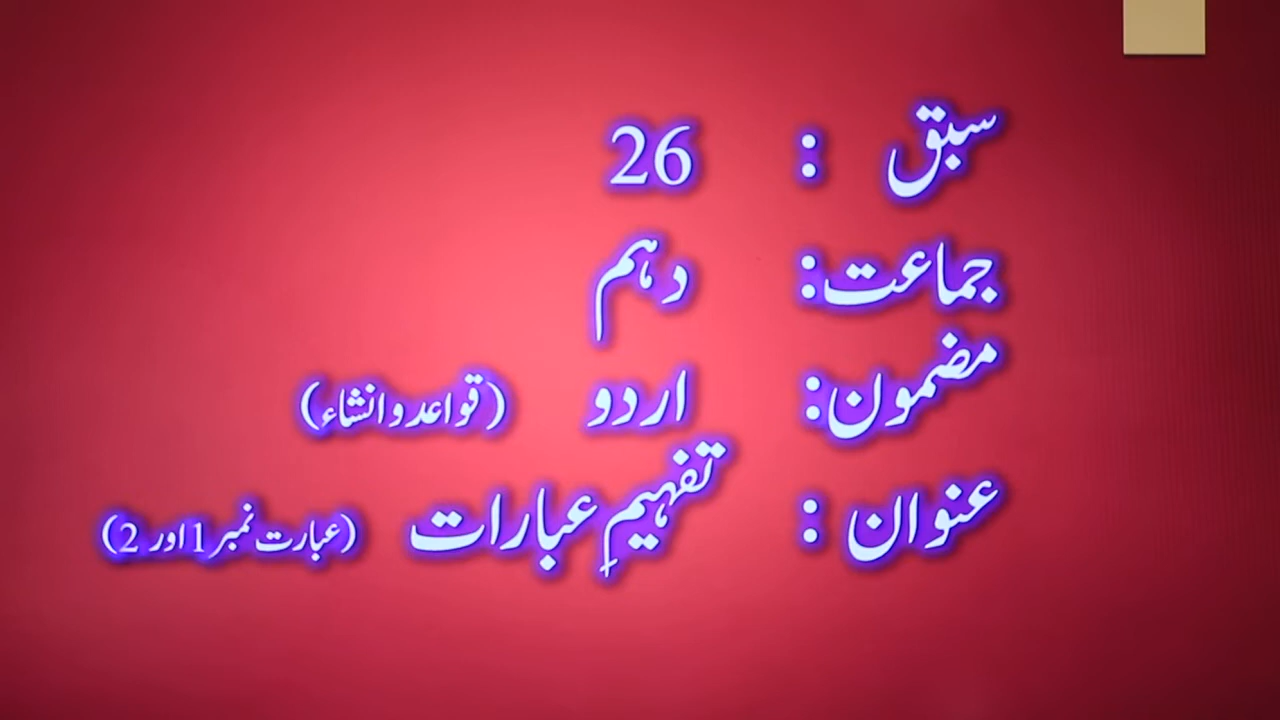 سبق : 26
جماعت: دہم
مضمون: اردو (قواعد و انشاء)
عنوان : تفہیمِ عبارات (عبارت نمبر 1 اور 2)